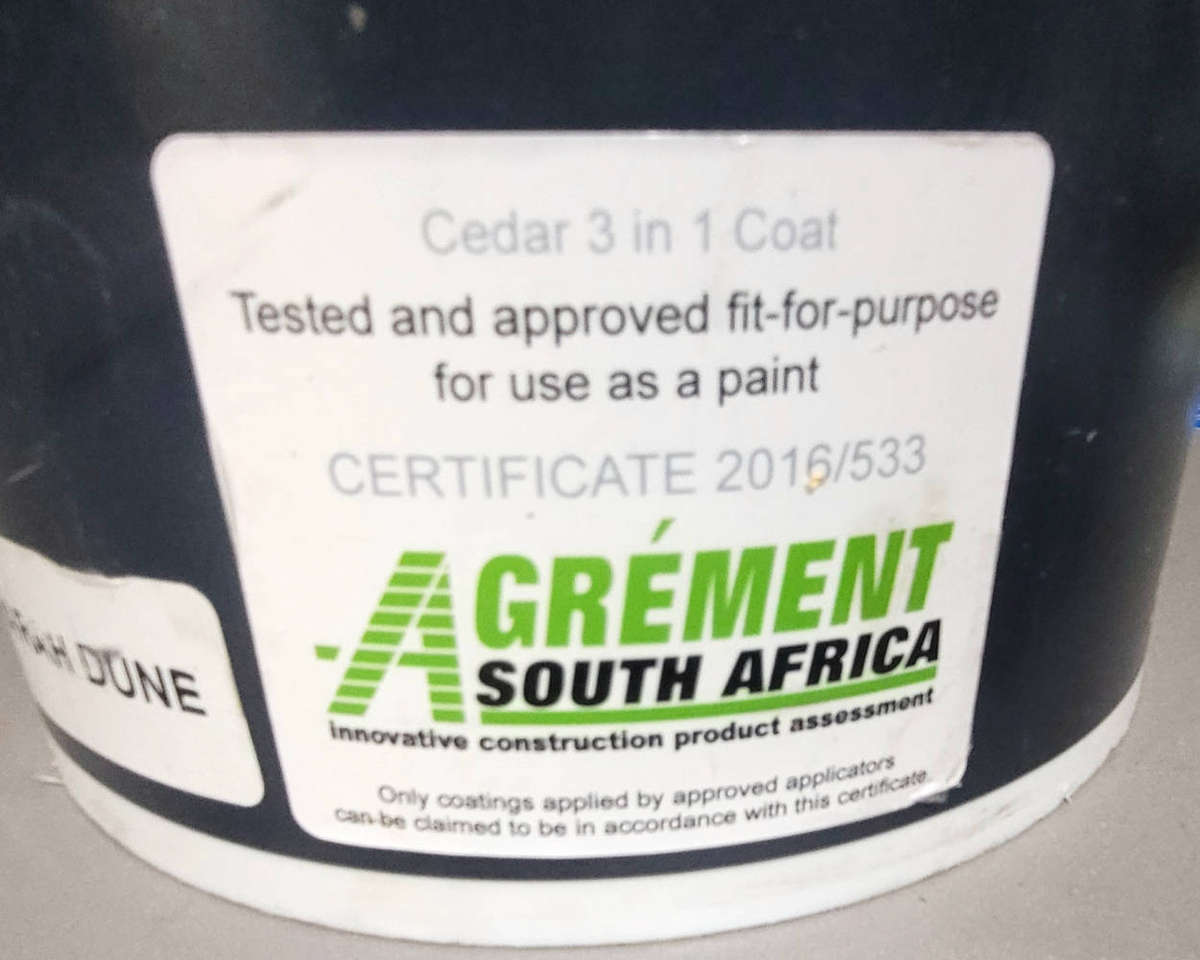 Cedar 3 in 1 Coat
Tested and approved fit-for-purpose
for use as a paint
CERTIFICATE 2016/533
AGRÉMENT
SOUTH AFRICA
innovative construction product assessment
Only coatings applied by approved applicators
can be claimed to be in accordance with this certificate.
DUNE